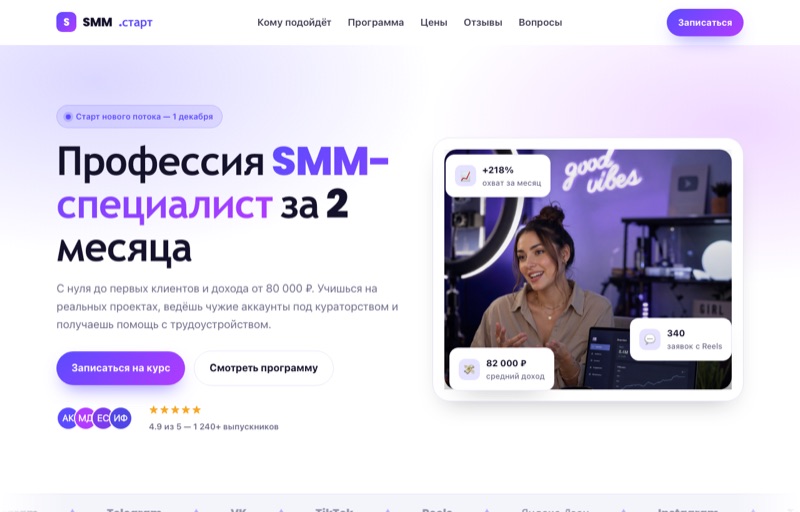 S SMM .старт
Кому подойдёт Программа Цены Отзывы Вопросы
Записаться
Старт нового потока — 1 декабря
Профессия SMM-
специалист за 2
месяца
С нуля до первых клиентов и дохода от 80 000 ₽. Учишься на
реальных проектах, ведёшь чужие аккаунты под кураторством и
получаешь помощь с трудоустройством.
Записаться на курс
Смотреть программу
АК МД ЕС ИФ
★★★★★
4.9 из 5 — 1 240+ выпускников
+218%
охват за месяц
good
vibes
GIRL
340
заявок с Reels
82 000 ₽
средний доход
Telegram VK TikTok Reels Яндекс Дзен Instagram